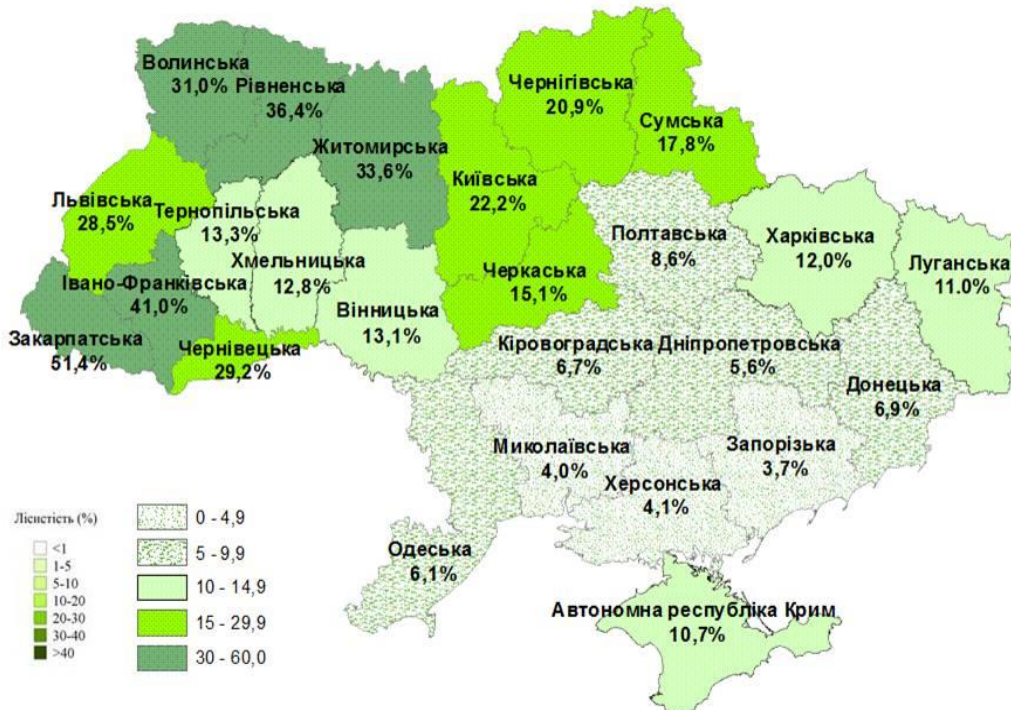 Волинська
31,0%
Рівненська
36,4%
Житомирська
33,6%
Чернігівська
20,9%
Сумська
17,8%
Київська
22,2%
Львівська
28,5%
Тернопільська
13,3%
Хмельницька
12,8%
Івано-Франківська
41,0%
Закарпатська
51,4%
Чернівецька
29,2%
Вінницька
13,1%
Черкаська
15,1%
Полтавська
8,6%
Харківська
12,0%
Луганська
11.0%
Кіровоградська
6,7%
Дніпропетровська
5,6%
Донецька
6,9%
Миколаївська
4,0%
Херсонська
4,1%
Запорізька
3,7%
Одеська
6,1%
Автономна республіка Крим
10,7%
Лісистість (%)
<1
1-5
5-10
10-20
20-30
30-40
>40
0 - 4,9
5 - 9,9
10 - 14,9
15 - 29,9
30 - 60,0